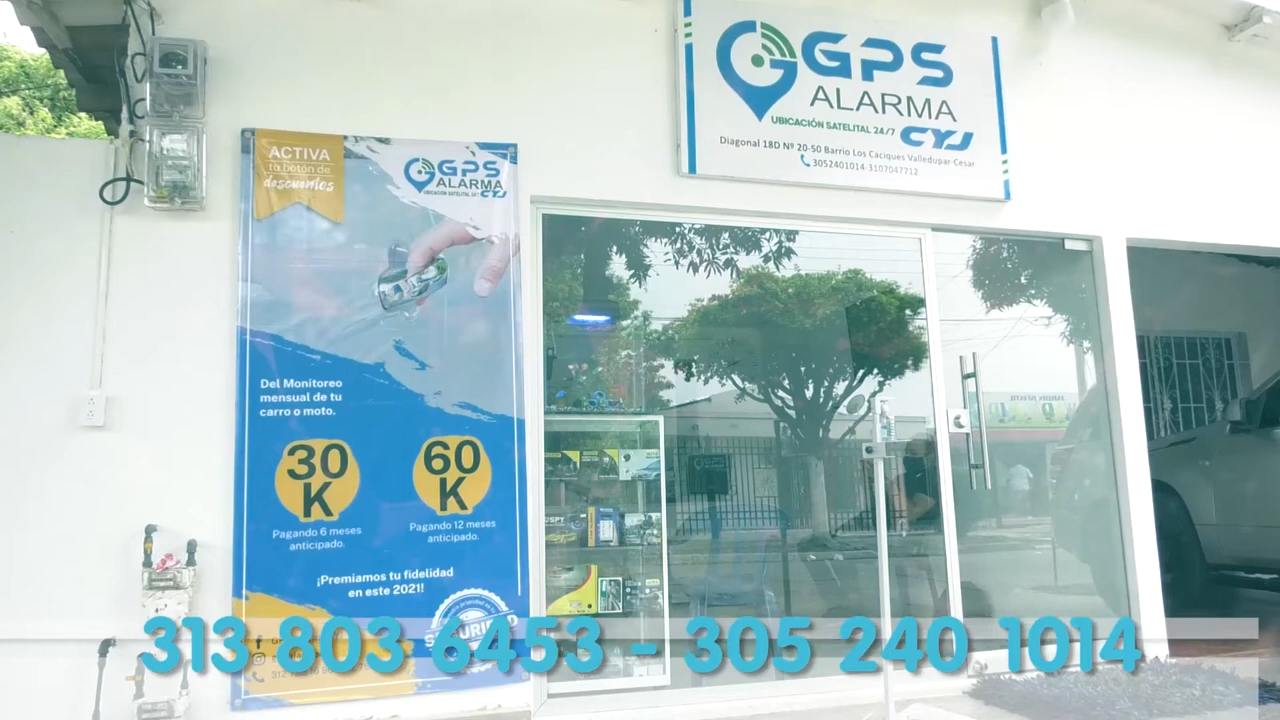 GPS
ALARMA
UBICACIÓN SATELITAL 24/7 CYJ
Diagonal 18D Nº 20-50 Barrio Los Caciques Valledupar-Cesar
3052401014-3107047712
ACTIVA
tu botón de
descuentos
GPS
ALARMA
UBICACIÓN SATELITAL 24/7
CYJ
Del Monitoreo
mensual de tu
carro o moto.
30
K
Pagando 6 meses
anticipado.
60
K
Pagando 12 meses
anticipado.
¡Premiamos tu fidelidad
en este 2021!
313 803 6453 - 305 240 1014